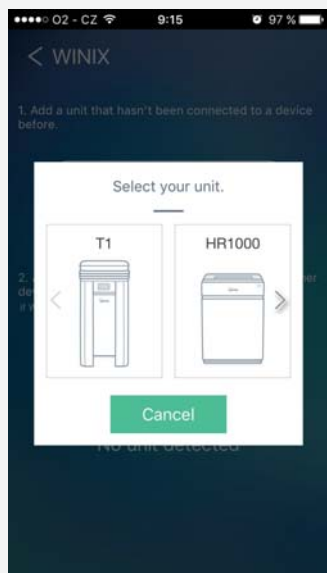 O2 - CZ 9:15 97 %
WINIX
1. Add a unit that hasn't been connected to a device
before.
Select your unit.
T1 HR1000
2.
Cancel
No unit detected